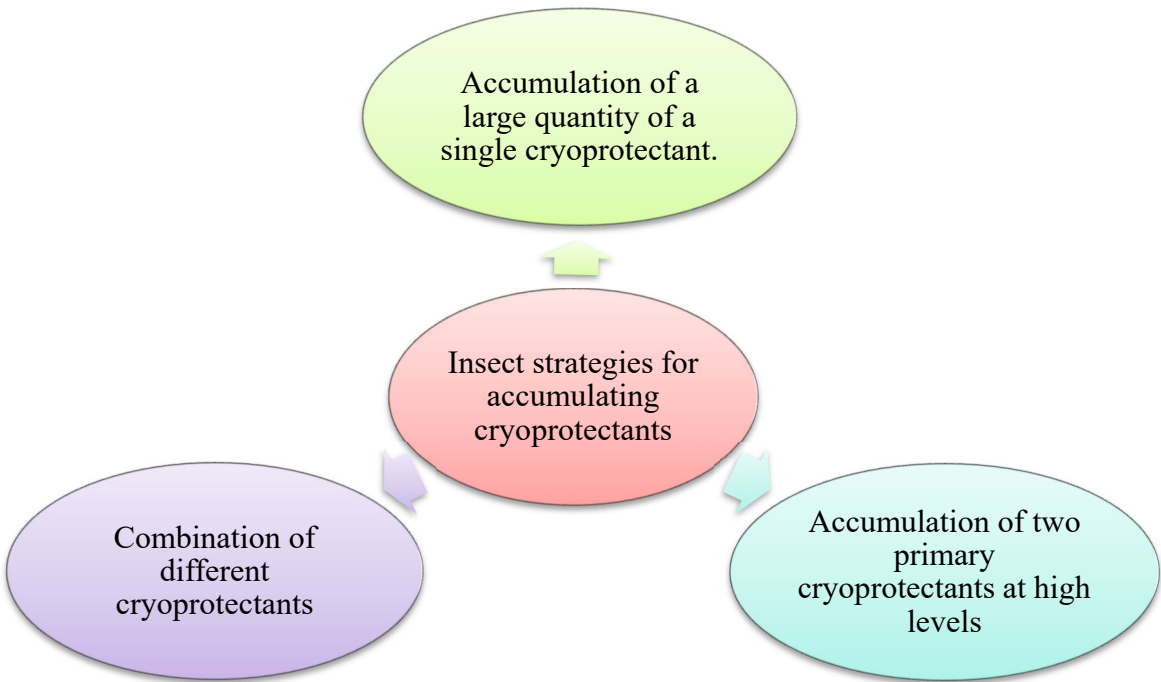 Accumulation of a
large quantity of a
single cryoprotectant.
Insect strategies for
accumulating
cryoprotectants
Combination of
different
cryoprotectants
Accumulation of two
primary
cryoprotectants at high
levels